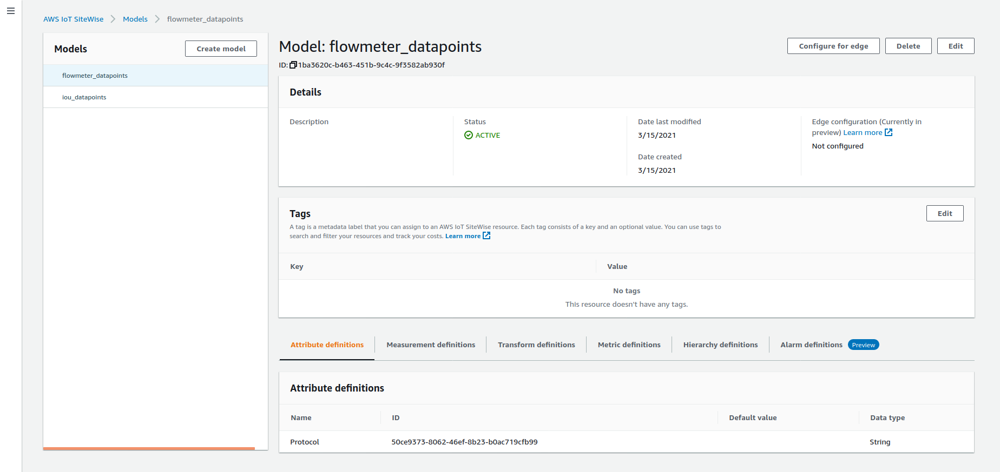 AWS IoT SiteWise > Models > flowmeter_datapoints
Models
Create model
flowmeter_datapoints
iou_datapoints
Model: flowmeter_datapoints
Configure for edge
Delete
Edit
ID: 1ba3620c-b463-451b-9c4c-9f3582ab930f
Details
Description
Status
ACTIVE
Date last modified
3/15/2021
Date created
3/15/2021
Edge configuration (Currently in
preview) Learn more
Not configured
Tags
Edit
A tag is a metadata label that you can assign to an AWS IoT SiteWise resource. Each tag consists of a key and an optional value. You can use tags to
search and filter your resources and track your costs. Learn more
Key Value
No tags
This resource doesn't have any tags.
Attribute definitions Measurement definitions Transform definitions Metric definitions Hierarchy definitions Alarm definitions Preview
Attribute definitions
Name ID Default value Data type
Protocol 50ce9373-8062-46ef-8b23-b0ac719cfb99 String